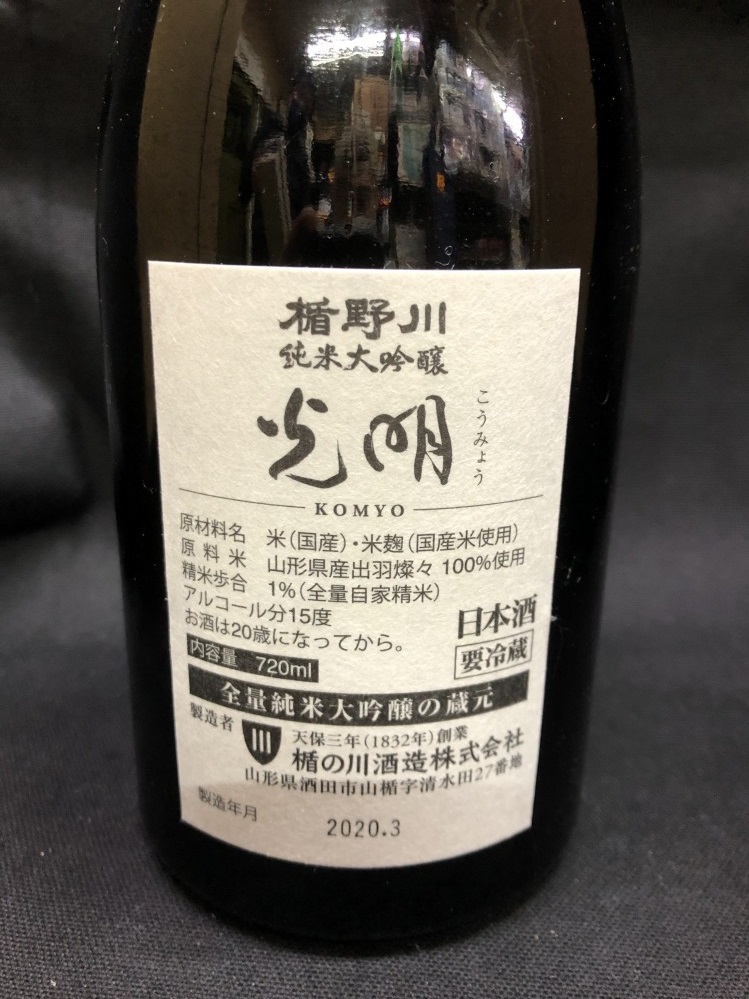 楯野川
純米大吟醸
光明
こうみょう
KOMYO
原材料名 米(国産)・米麹(国産米使用)
原料米 山形県産出羽燦々 100%使用
精米歩合 1%(全量自家精米)
アルコール分15度
お酒は20歳になってから。
日本酒
要冷蔵
内容量 720ml
全量純米大吟醸の蔵元
製造者
天保三年(1832年)創業
楯の川酒造株式会社
山形県酒田市山楯字清水田27番地
製造年月 2020.3